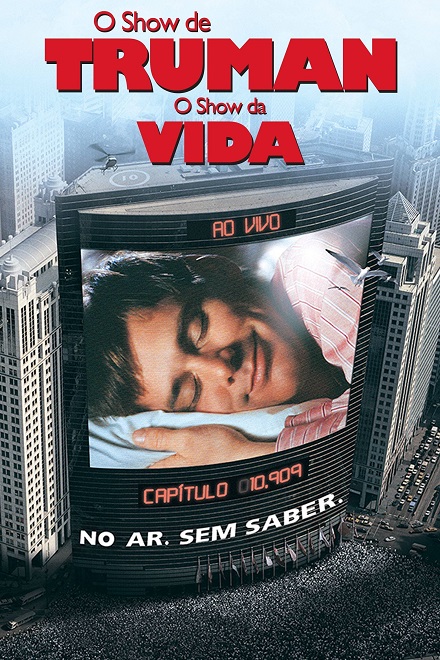 O Show de
TRUMAN
O Show da
VIDA
AO VIVO
CAPÍTULO 010.909
NO AR. SEM SABER.